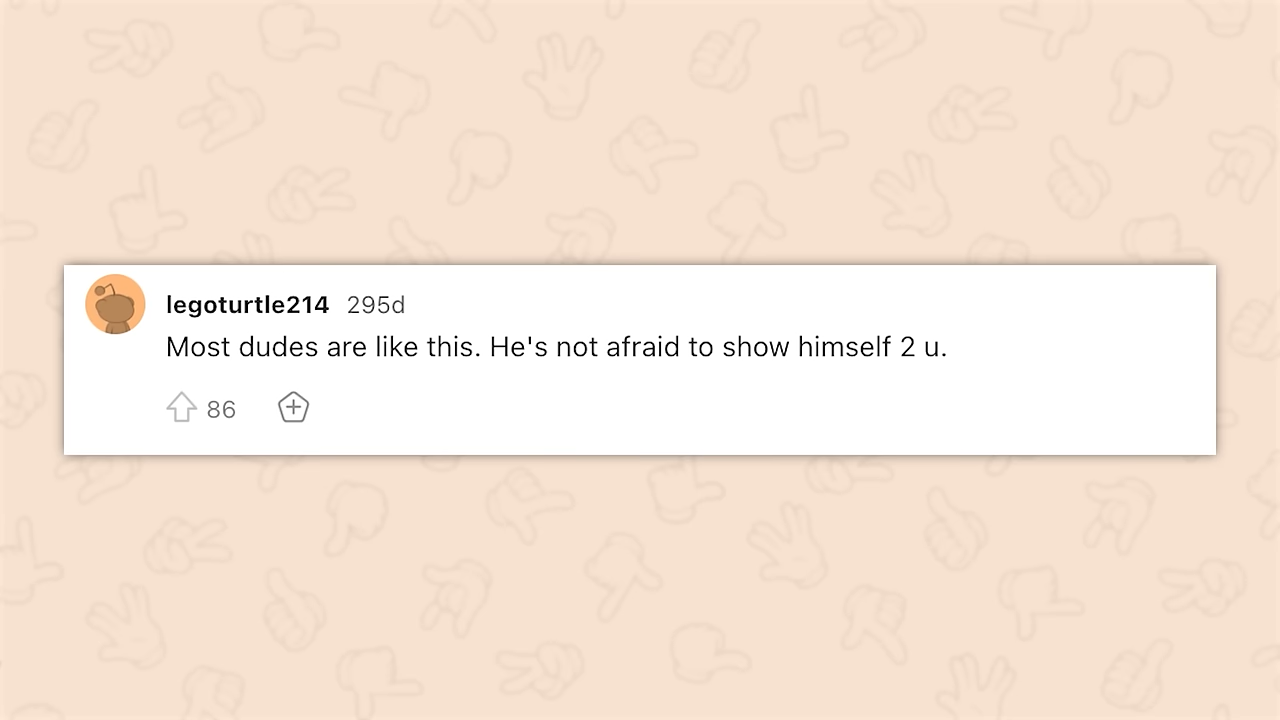 legoturtle214 295d
Most dudes are like this. He's not afraid to show himself 2 u.
86